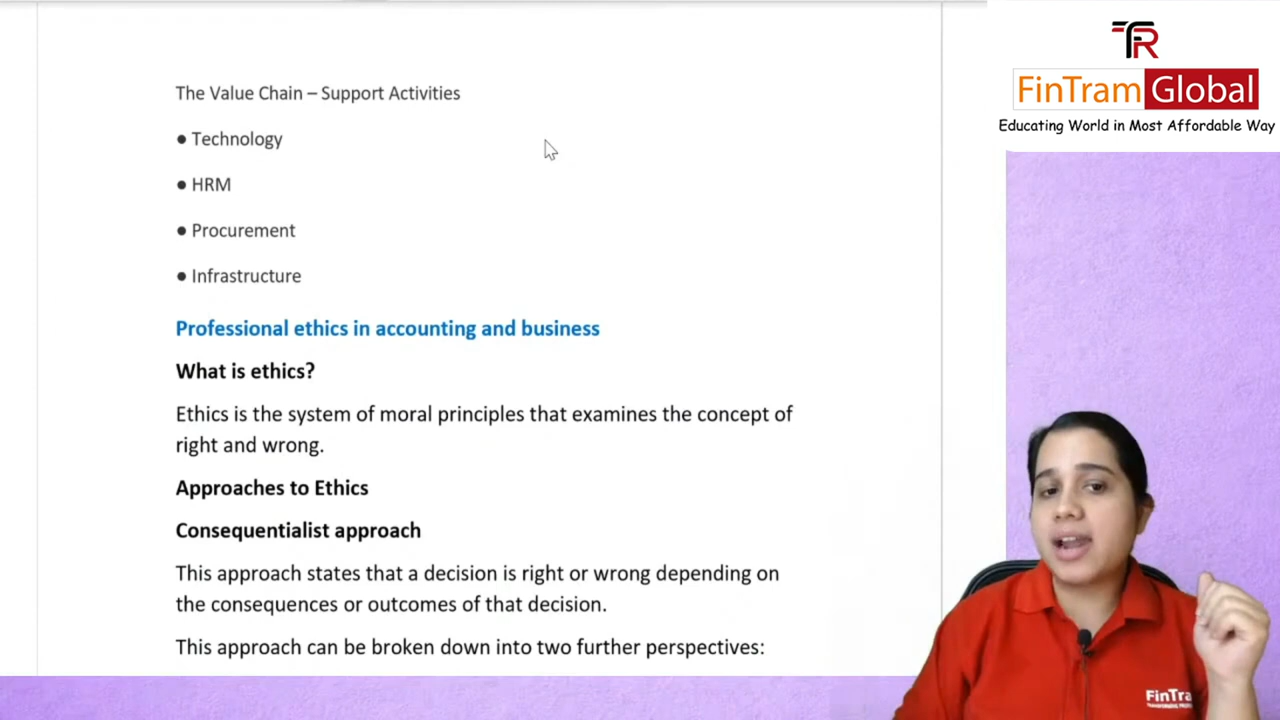 The Value Chain – Support Activities
● Technology
● HRM
● Procurement
● Infrastructure
Professional ethics in accounting and business
What is ethics?
Ethics is the system of moral principles that examines the concept of
right and wrong.
Approaches to Ethics
Consequentialist approach
This approach states that a decision is right or wrong depending on
the consequences or outcomes of that decision.
This approach can be broken down into two further perspectives:
FinTram Global
Educating World in Most Affordable Way
FinTra